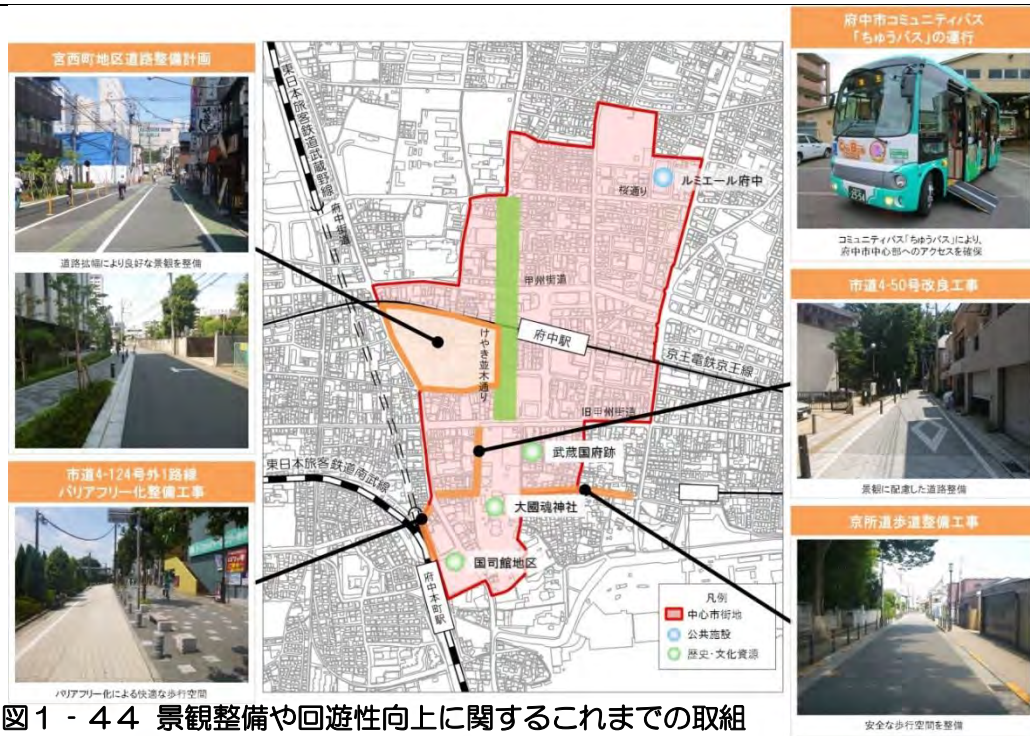 宮西町地区道路整備計画
道路拡幅により良好な景観を整備
市道4-124号外1路線
バリアフリー化整備工事
バリアフリー化による快適な歩行空間
東日本旅客鉄道武蔵野線
府中街道
桜通り
ルミエール府中
甲州街道
けやき並木通り
府中駅
京王電鉄京王線
旧甲州街道
武蔵国府跡
東日本旅客鉄道南武線
大國魂神社
国司館地区
府中本町駅
凡例
中心市街地
公共施設
歴史・文化資源
府中市コミュニティバス
「ちゅうバス」の運行
コミュニティバス「ちゅうバス」により、
府中市中心部へのアクセスを確保
市道4-50号改良工事
景観に配慮した道路整備
京所道歩道整備工事
安全な歩行空間を整備
図1-44 景観整備や回遊性向上に関するこれまでの取組